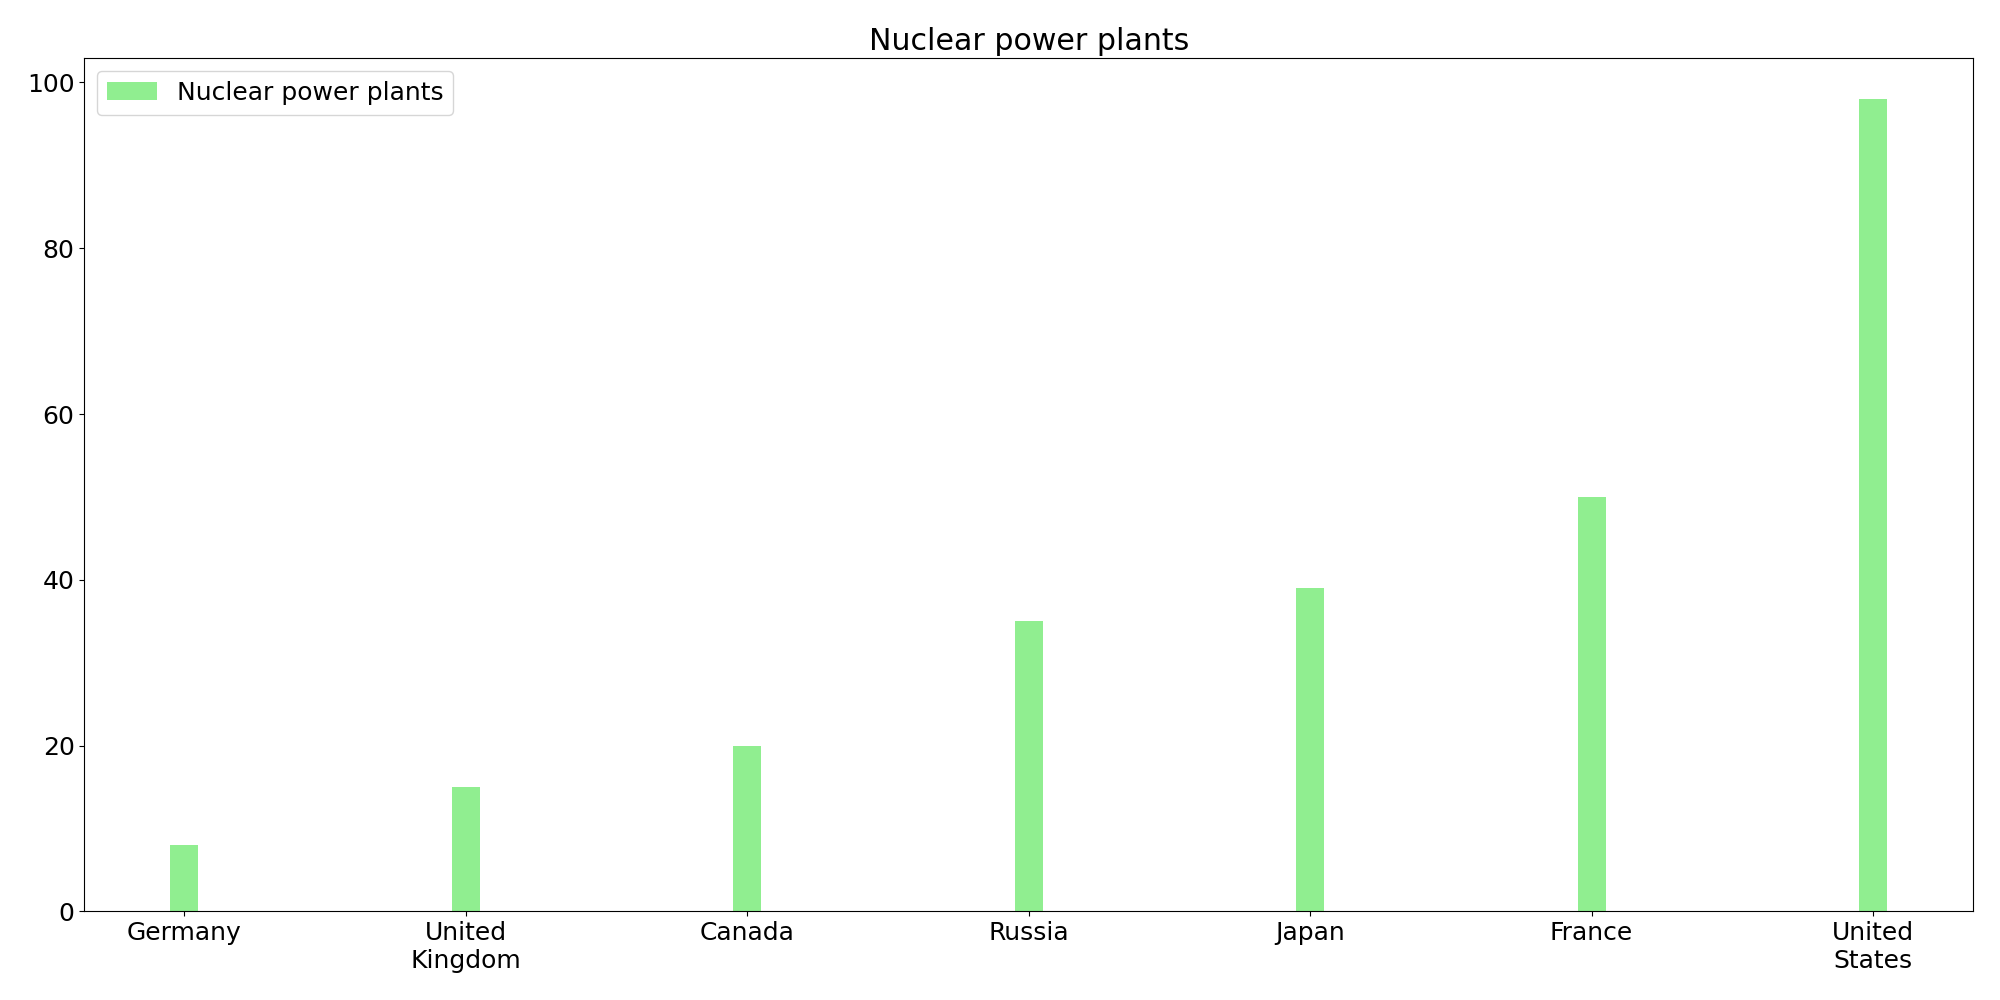 Nuclear power plants
Nuclear power plants
100
80
60
40
20
0
Germany
United
Kingdom
Canada
Russia
Japan
France
United
States